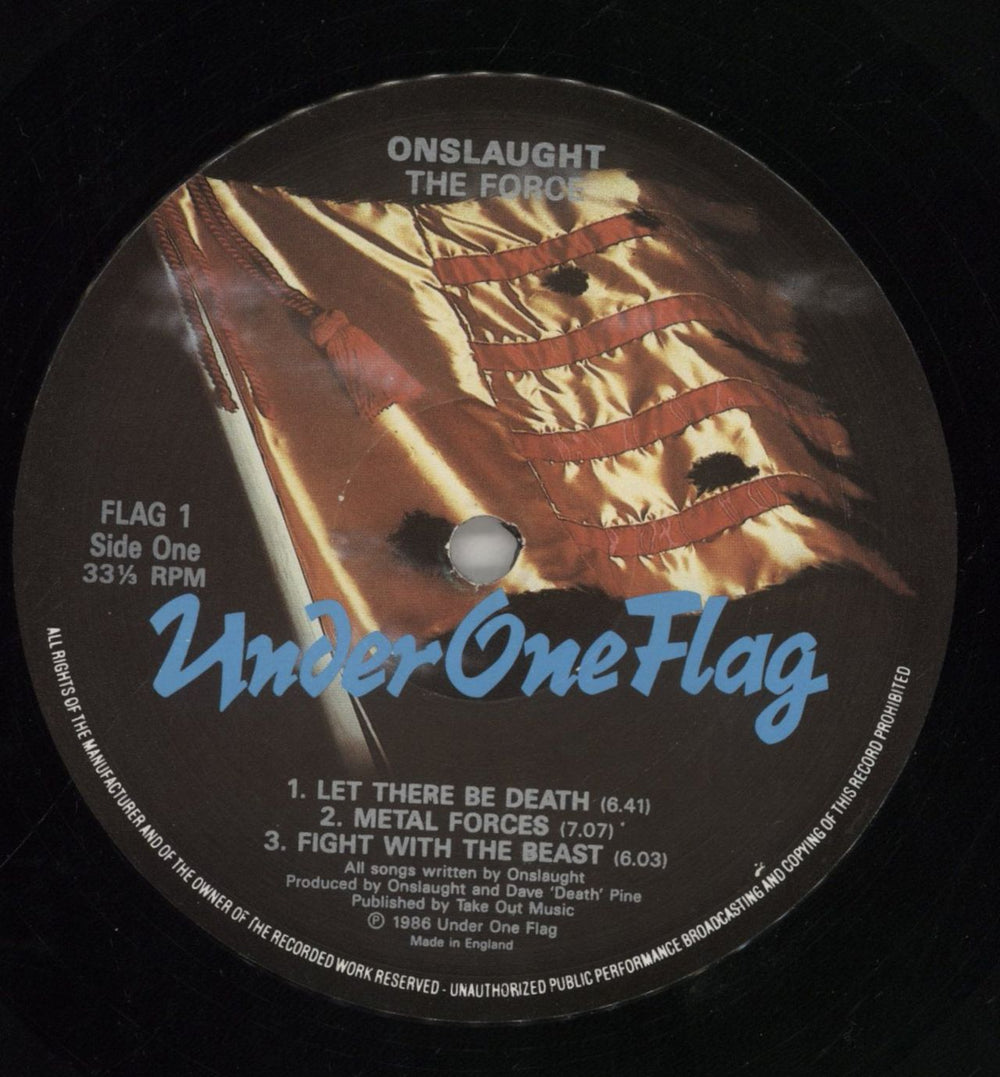 ONSLAUGHT
THE FORCE
FLAG 1
Side One
33⅓ RPM
Under One Flag
1. LET THERE BE DEATH (6.41)
2. METAL FORCES (7.07)
3. FIGHT WITH THE BEAST (6.03)
All songs written by Onslaught
Produced by Onslaught and Dave 'Death' Pine
Published by Take Out Music
℗ 1986 Under One Flag
Made in England
ALL RIGHTS OF THE MANUFACTURER AND OF THE OWNER OF THE RECORDED WORK RESERVED - UNAUTHORIZED PUBLIC PERFORMANCE BROADCASTING AND COPYING OF THIS RECORD PROHIBITED